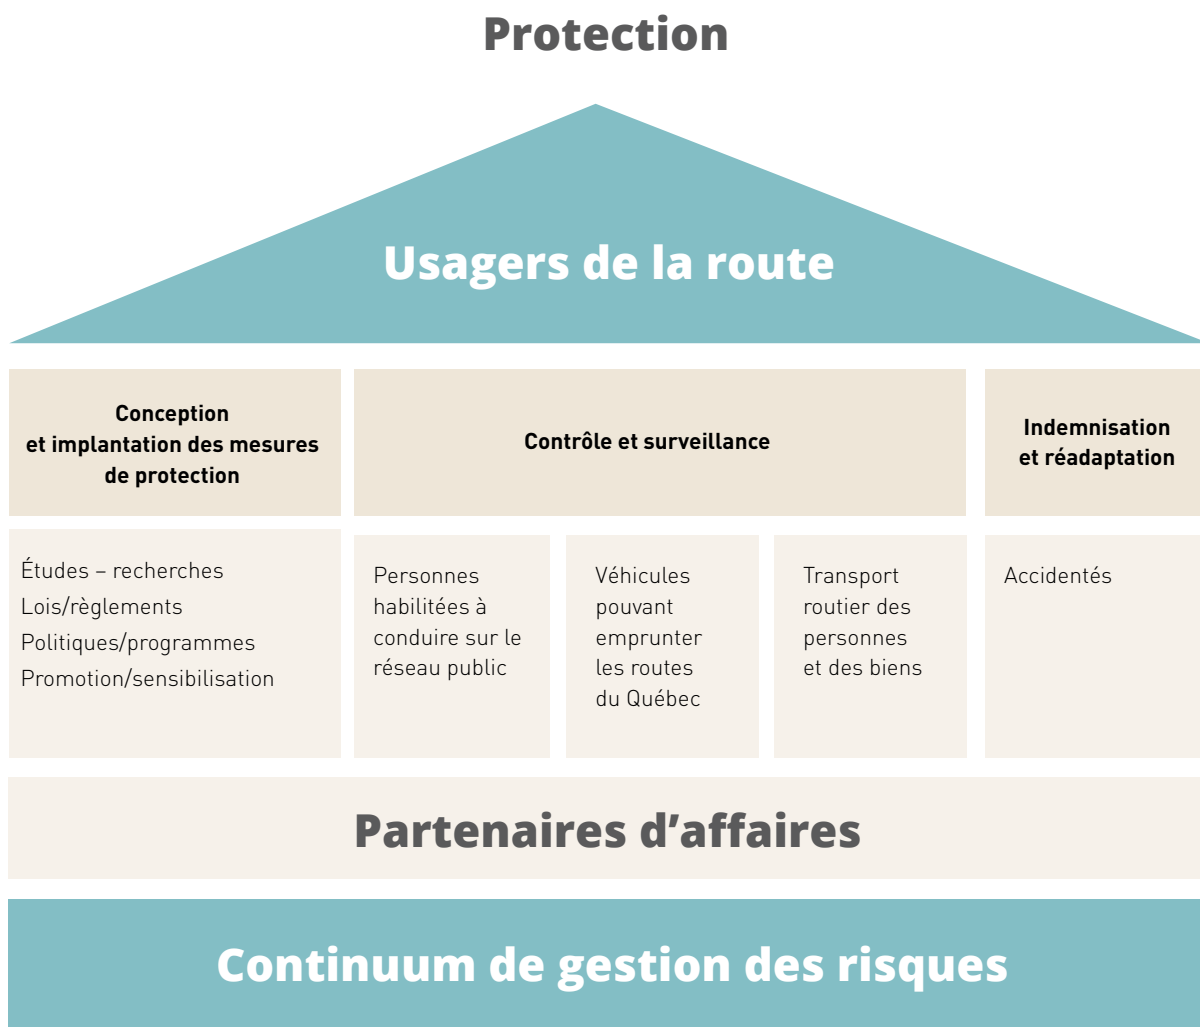 Protection
Usagers de la route
Conception
et implantation des mesures
de protection
Contrôle et surveillance
Indemnisation
et réadaptation
Études – recherches
Lois/règlements
Politiques/programmes
Promotion/sensibilisation
Personnes
habilitées à
conduire sur le
réseau public
Véhicules
pouvant
emprunter
les routes
du Québec
Transport
routier des
personnes
et des biens
Accidentés
Partenaires d’affaires
Continuum de gestion des risques